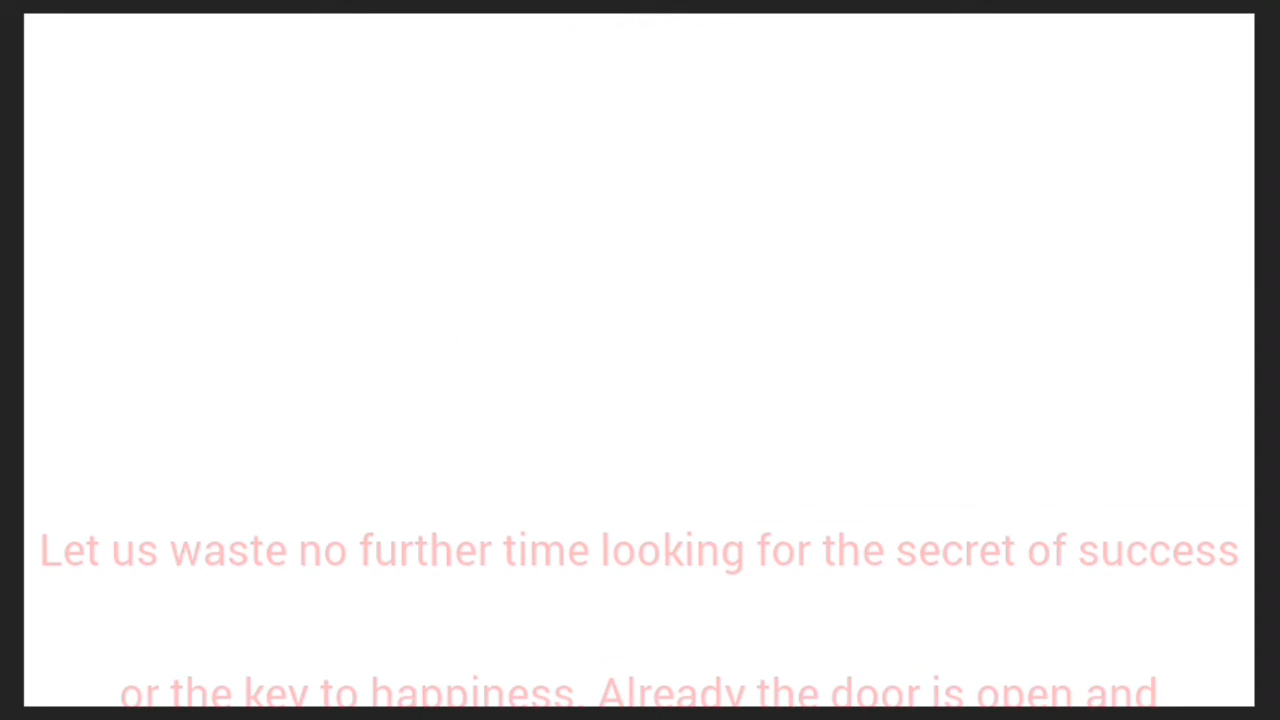 Let us waste no further time looking for the secret of success
or the key to happiness. Already the door is open and